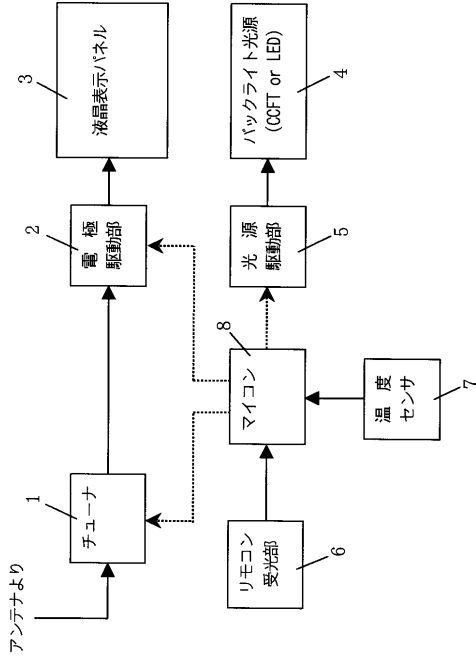 アンテナより
チューナ
1
電極
駆動部
2
液晶表示パネル
3
リモコン
受光部
6
マイコン
8
光源
駆動部
5
バックライト光源
(CCFT or LED)
4
温度
センサ
7